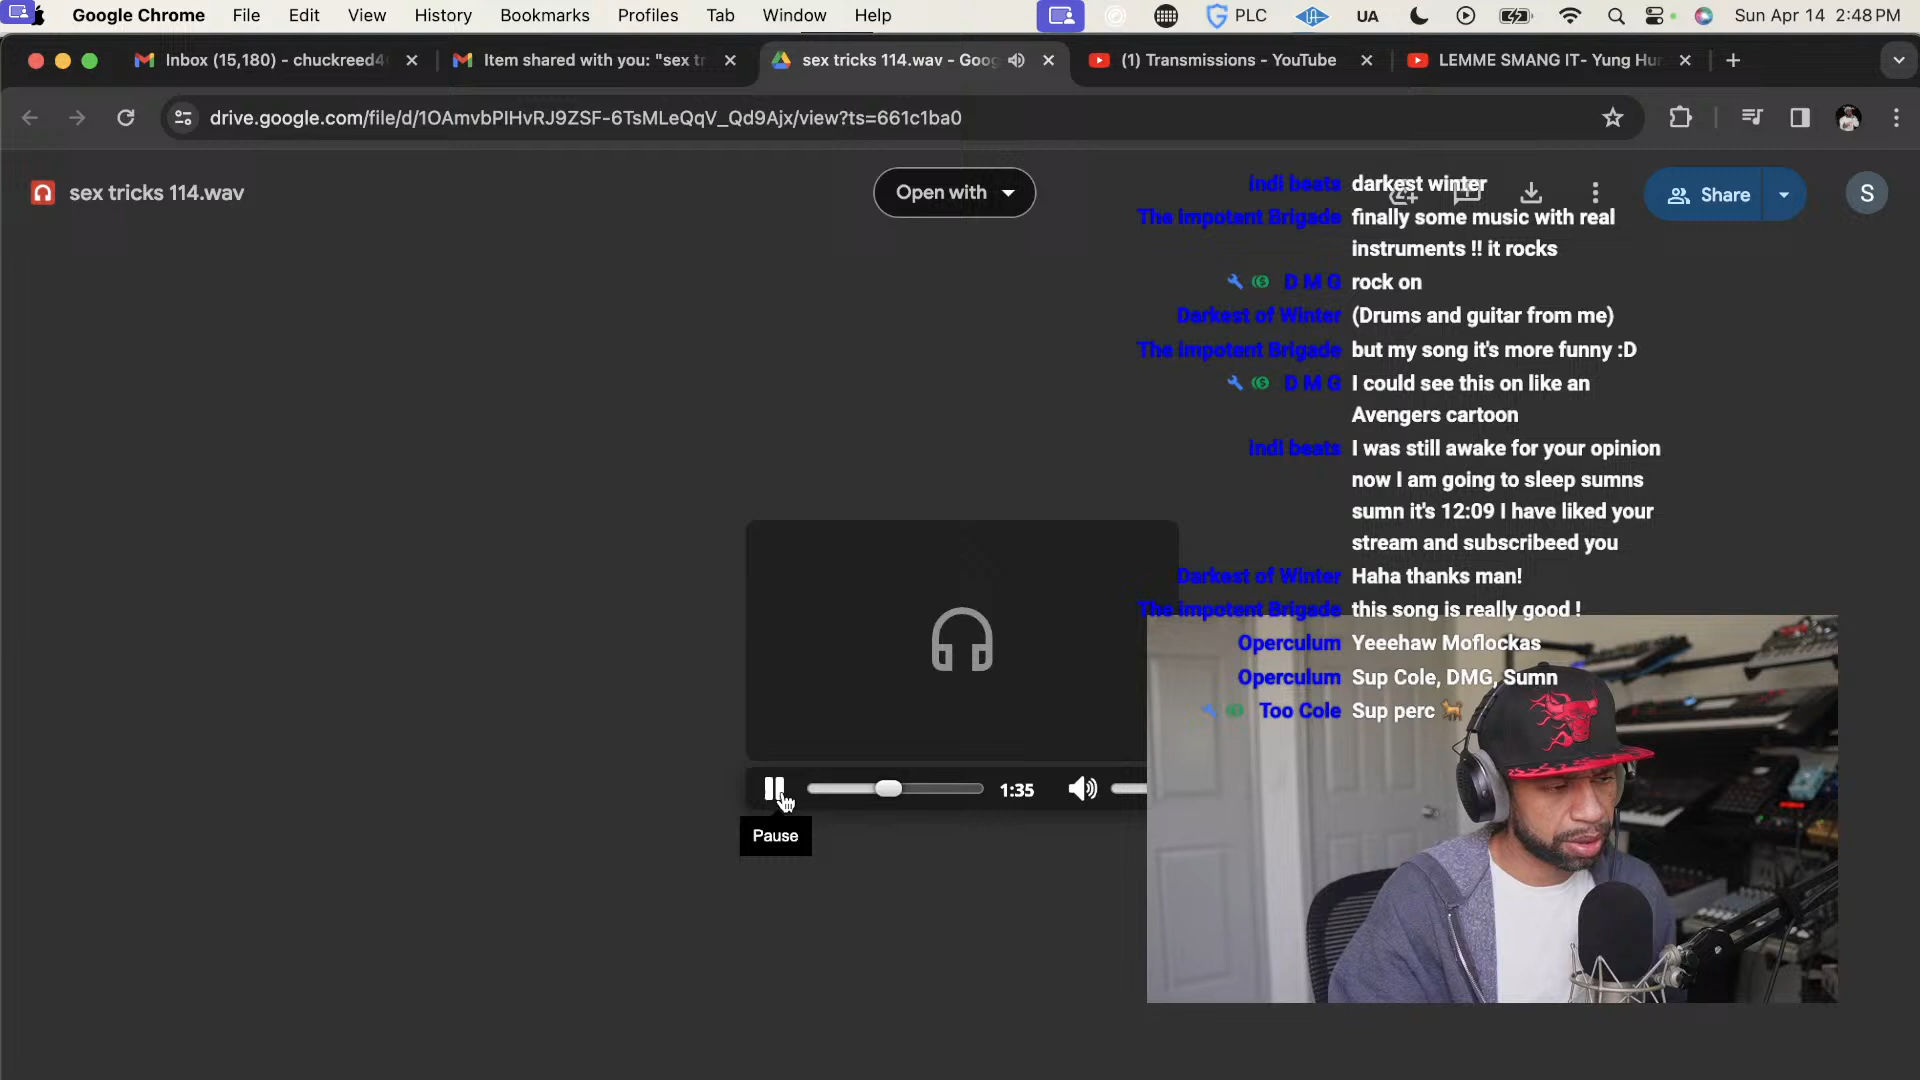 Google Chrome File Edit View History Bookmarks Profiles Tab Window Help PLC UA Sun Apr 14 2:48 PM
Inbox (15,180) - chuckreed4 Item shared with you: "sex tr sex tricks 114.wav - Goog (1) Transmissions - YouTube LEMME SMANG IT- Yung Hu
drive.google.com/file/d/1OAmvbPIHvRJ9ZSF-6TsMLeQqV_Qd9Ajx/view?ts=661c1ba0
sex tricks 114.wav Open with Share S
indi beats darkest winter
The impotent Brigade finally some music with real
instruments !! it rocks
D M G rock on
Darkest of Winter (Drums and guitar from me)
The impotent Brigade but my song it's more funny :D
D M G I could see this on like an
Avengers cartoon
indi beats I was still awake for your opinion
now I am going to sleep sumns
sumn it's 12:09 I have liked your
stream and subscribeed you
Darkest of Winter Haha thanks man!
The impotent Brigade this song is really good !
Operculum Yeeehaw Moflockas
Operculum Sup Cole, DMG, Sumn
Too Cole Sup perc 🐕
1:35
Pause